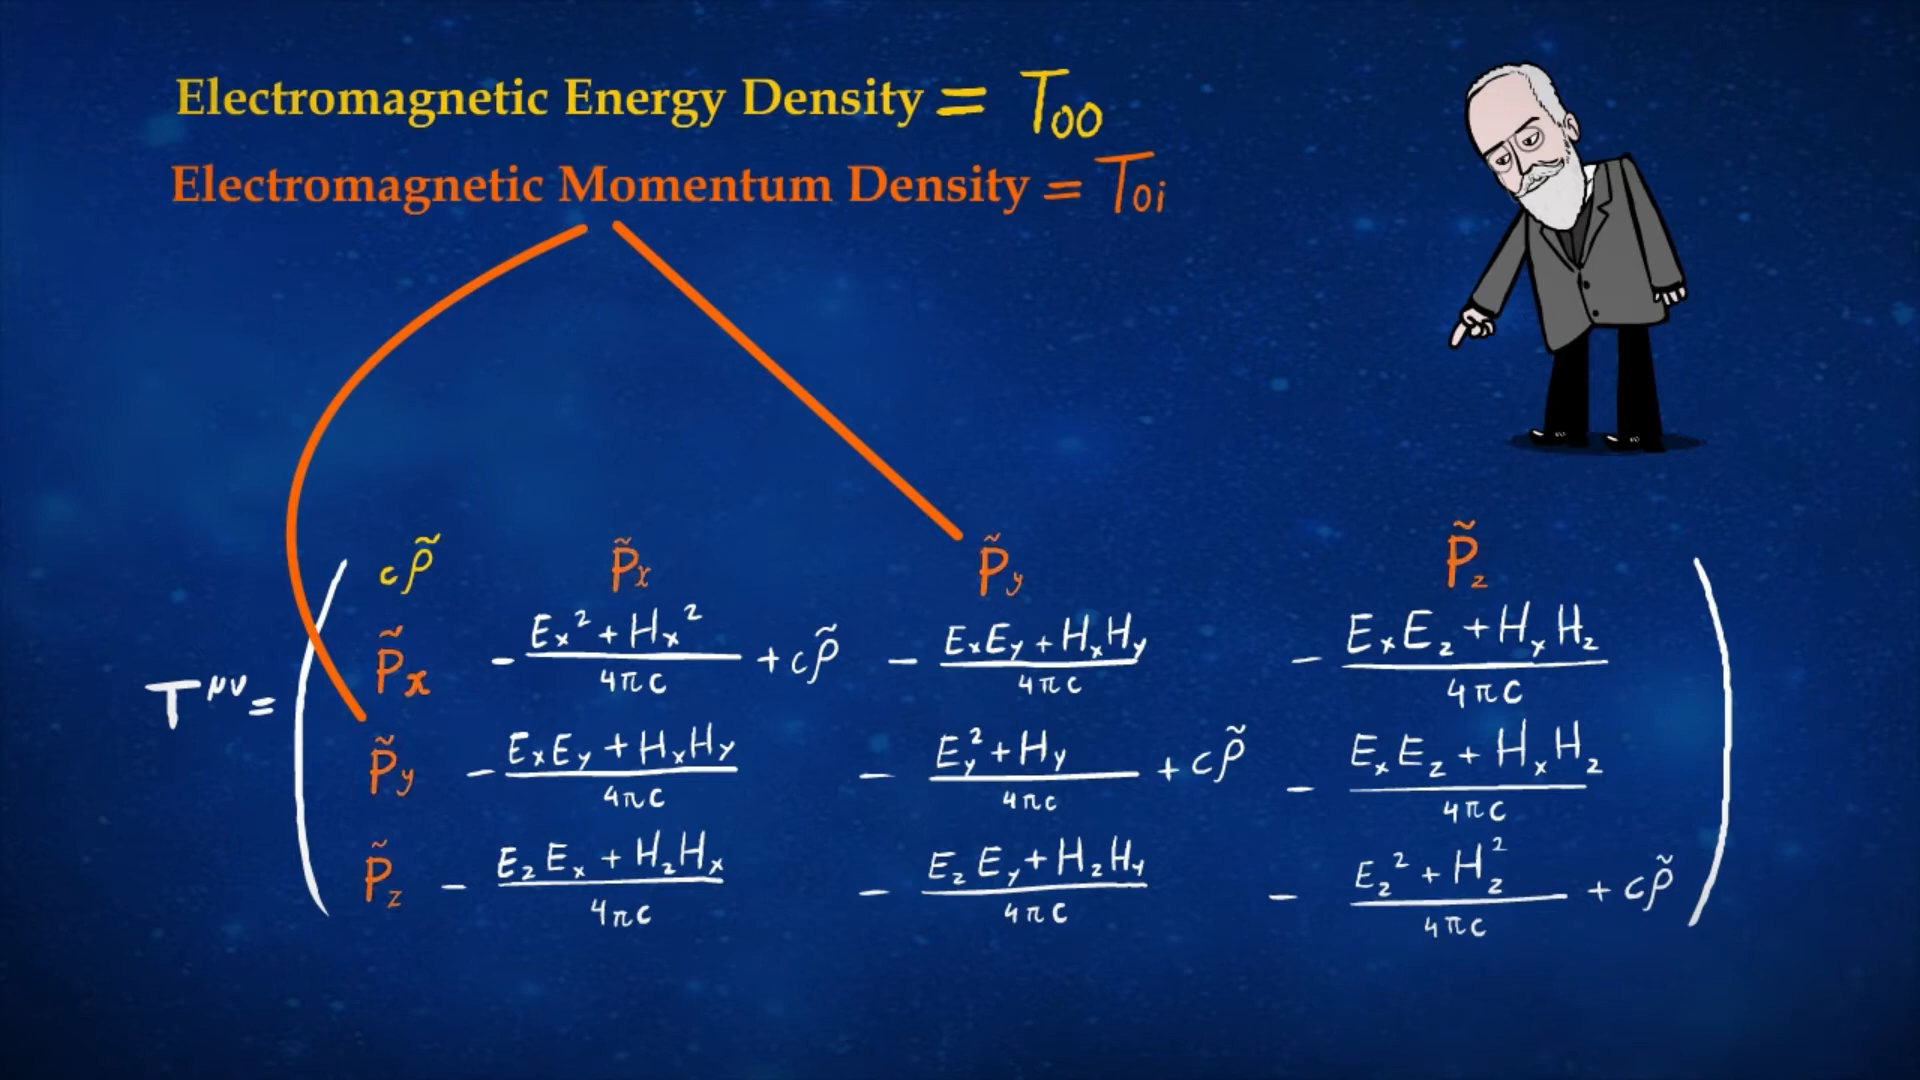 Electromagnetic Energy Density = T₀₀
Electromagnetic Momentum Density = T₀ᵢ
cρ̃ P̃x P̃y P̃z
P̃x - (Ex² + Hx²)/(4πc) + cρ̃ - (ExEy + HxHy)/(4πc) - (ExEz + HxHz)/(4πc)
T^μν =
P̃y - (ExEy + HxHy)/(4πc) - (Ey² + Hy)/(4πc) + cρ̃ - (ExEz + HxHz)/(4πc)
P̃z - (EzEx + HzHx)/(4πc) - (EzEy + HzHy)/(4πc) - (Ez² + Hz²)/(4πc) + cρ̃